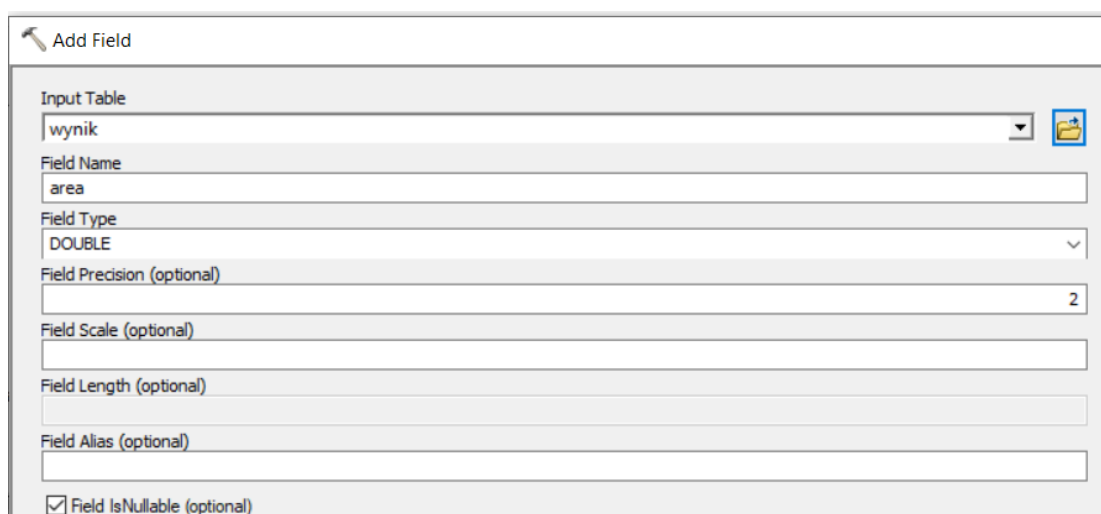 Add Field
Input Table
wynik
Field Name
area
Field Type
DOUBLE
Field Precision (optional)
2
Field Scale (optional)
Field Length (optional)
Field Alias (optional)
Field IsNullable (optional)